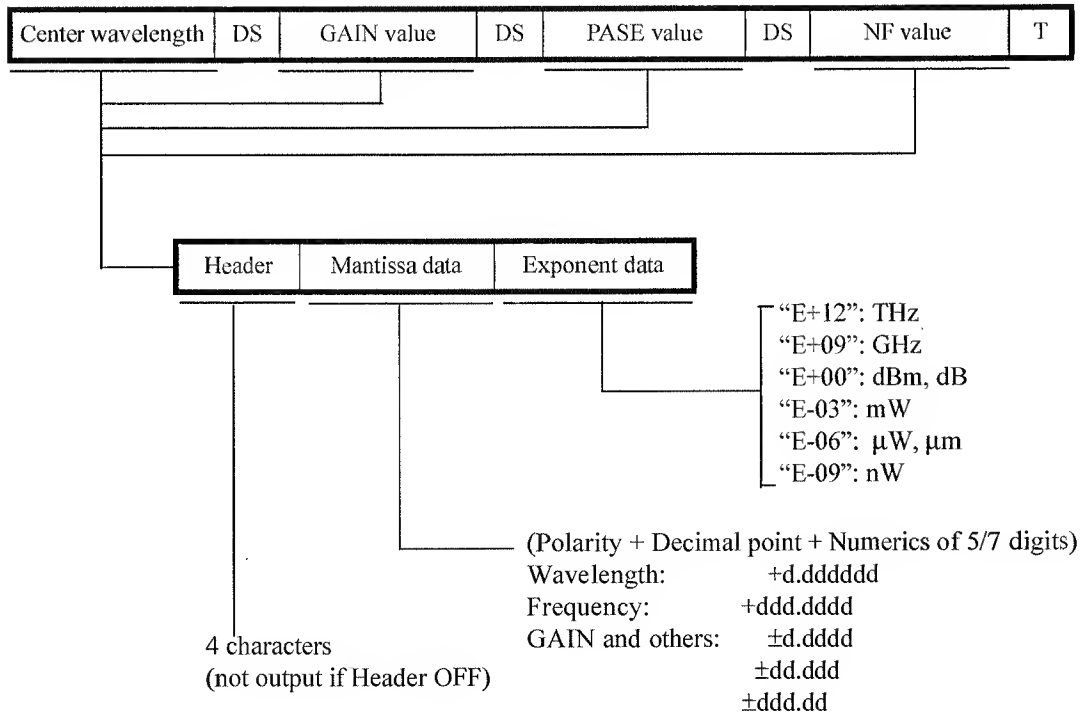 Center wavelength DS GAIN value DS PASE value DS NF value T
Header Mantissa data Exponent data
“E+12”: THz
“E+09”: GHz
“E+00”: dBm, dB
“E-03”: mW
“E-06”: μW, μm
“E-09”: nW
(Polarity + Decimal point + Numerics of 5/7 digits)
Wavelength: +d.dddddd
Frequency: +ddd.dddd
GAIN and others: ±d.dddd
±dd.ddd
±ddd.dd
4 characters
(not output if Header OFF)